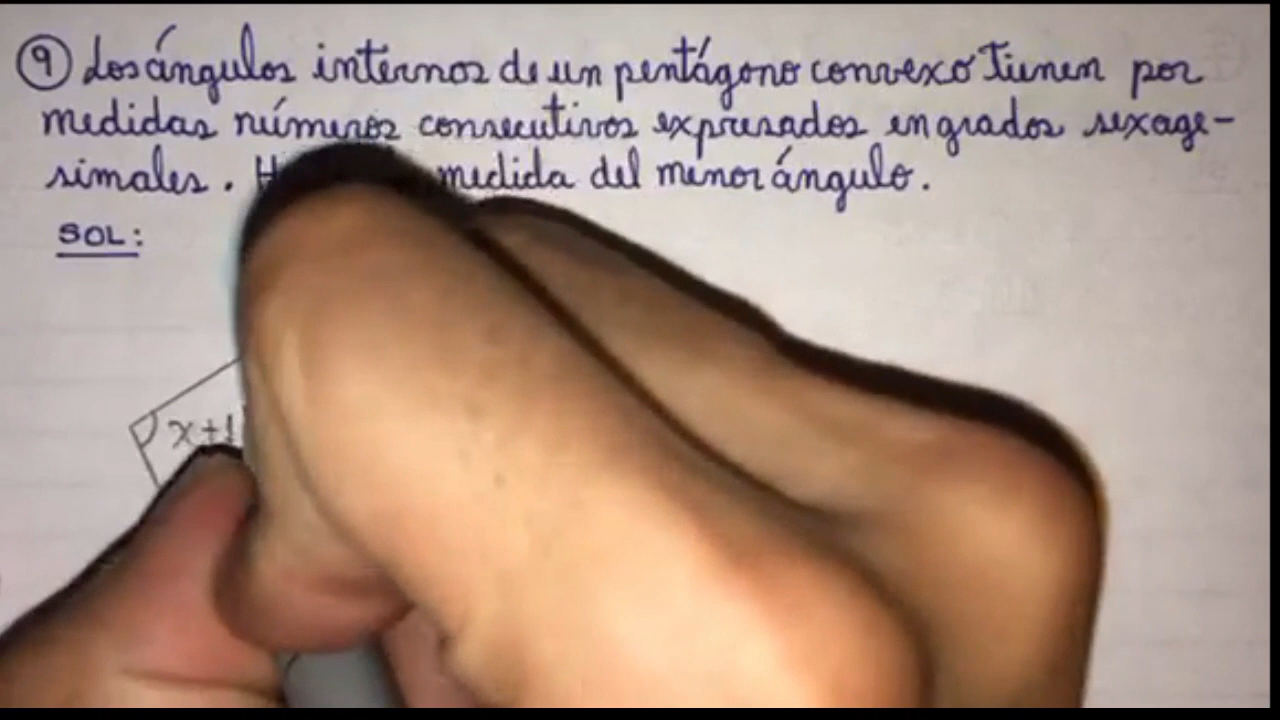 9 Los ángulos internos de un pentágono convexo tienen por
medidas números consecutivos expresados en grados sexage-
simales. medida del menor ángulo.
SOL:
x+1